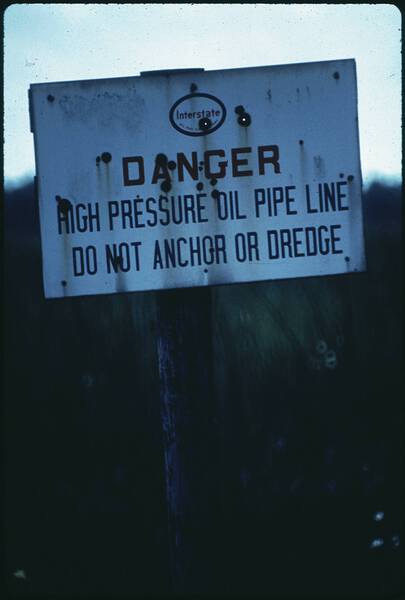 Interstate
DANGER
HIGH PRESSURE OIL PIPE LINE
DO NOT ANCHOR OR DREDGE